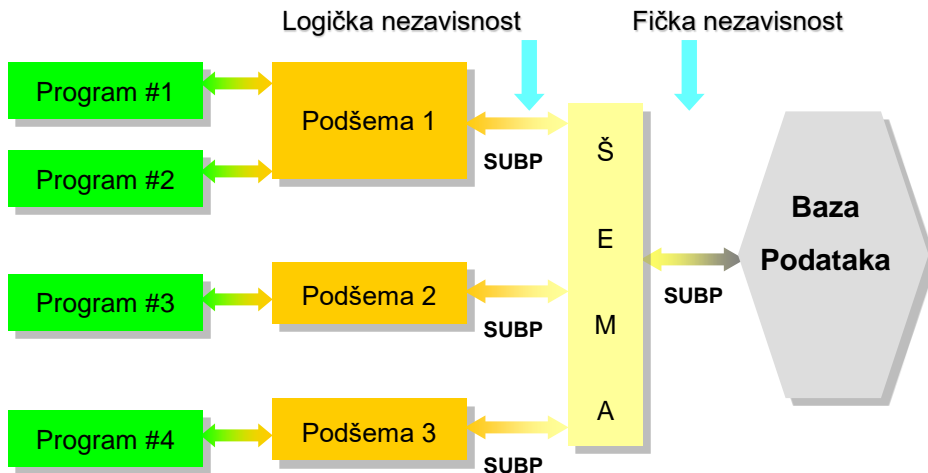 Logička nezavisnost
Fička nezavisnost
Program #1
Program #2
Podšema 1
SUBP
Program #3
Podšema 2
SUBP
Program #4
Podšema 3
SUBP
Š
E
M
A
SUBP
Baza
Podataka